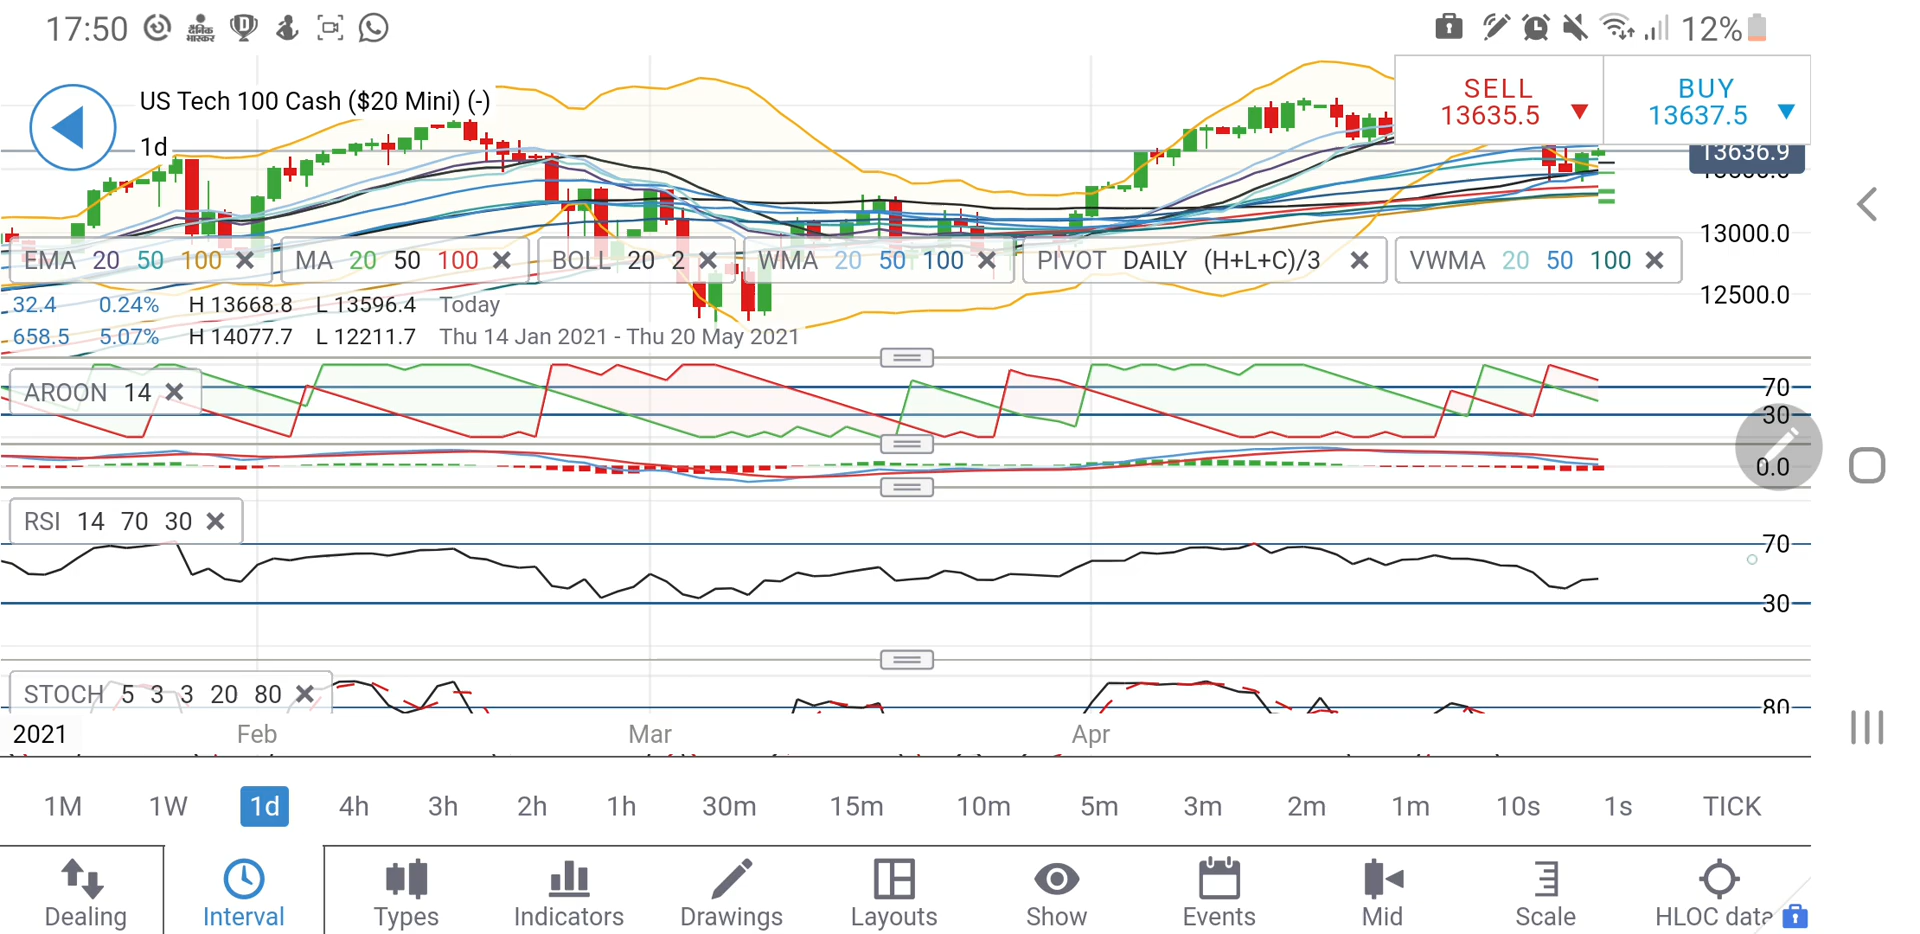 17:50
दैनिक
भास्कर
12%
US Tech 100 Cash ($20 Mini) (-)
1d
SELL
13635.5
BUY
13637.5
13636.9
13000.0
12500.0
EMA 20 50 100
MA 20 50 100
BOLL 20 2
WMA 20 50 100
PIVOT DAILY (H+L+C)/3
VWMA 20 50 100
32.4 0.24% H 13668.8 L 13596.4 Today
658.5 5.07% H 14077.7 L 12211.7 Thu 14 Jan 2021 - Thu 20 May 2021
AROON 14
70
30
0.0
RSI 14 70 30
70
30
STOCH 5 3 3 20 80
80
2021 Feb Mar Apr
1M 1W 1d 4h 3h 2h 1h 30m 15m 10m 5m 3m 2m 1m 10s 1s TICK
Dealing Interval Types Indicators Drawings Layouts Show Events Mid Scale HLOC data